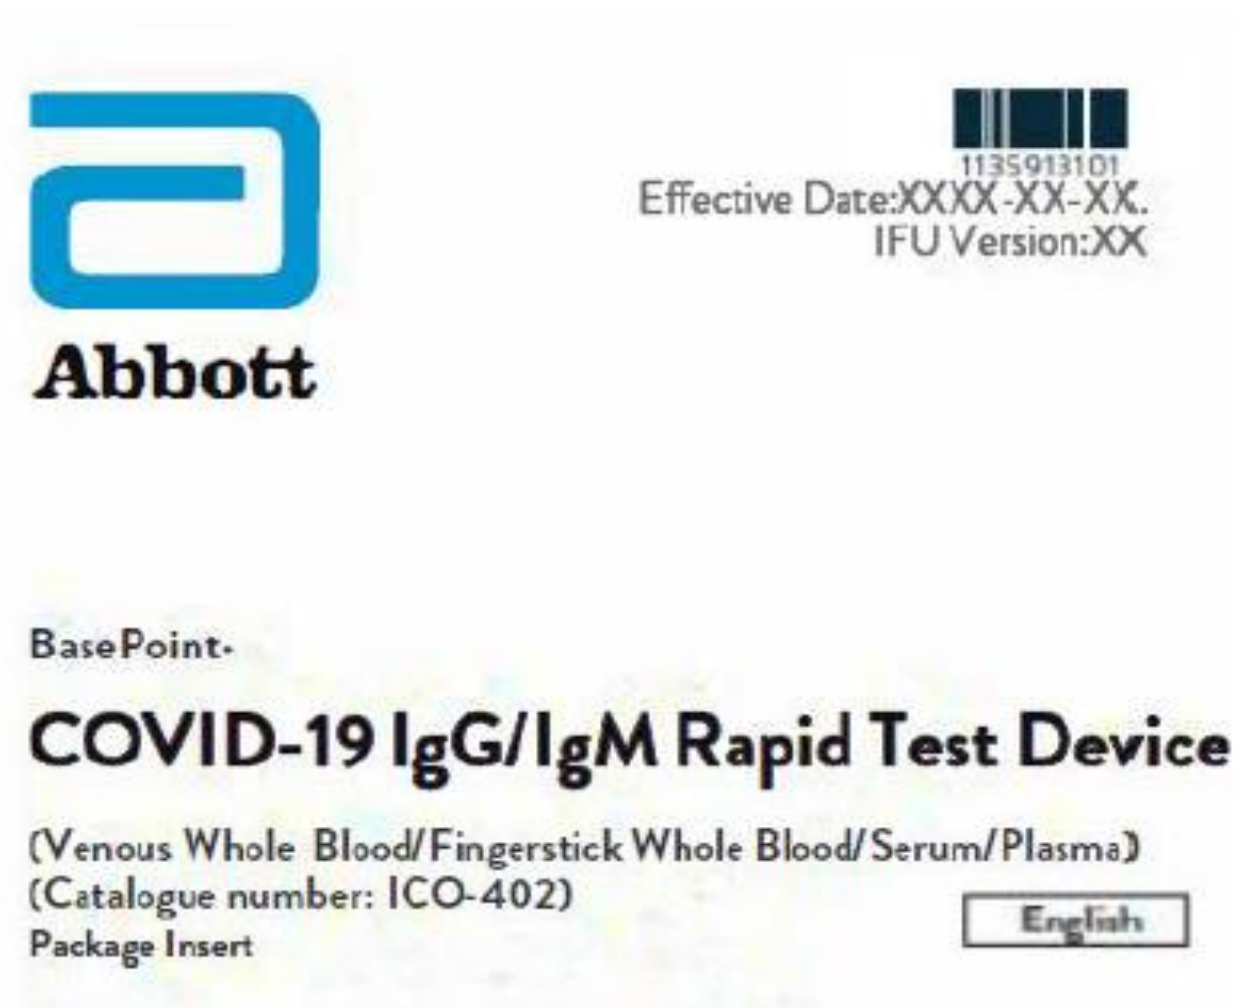 1135913101
Effective Date:XXXX-XX-XX.
IFU Version:XX
Abbott
BasePoint
COVID-19 IgG/IgM Rapid Test Device
(Venous Whole Blood/Fingerstick Whole Blood/Serum/Plasma)
(Catalogue number: ICO-402)
English
Package Insert